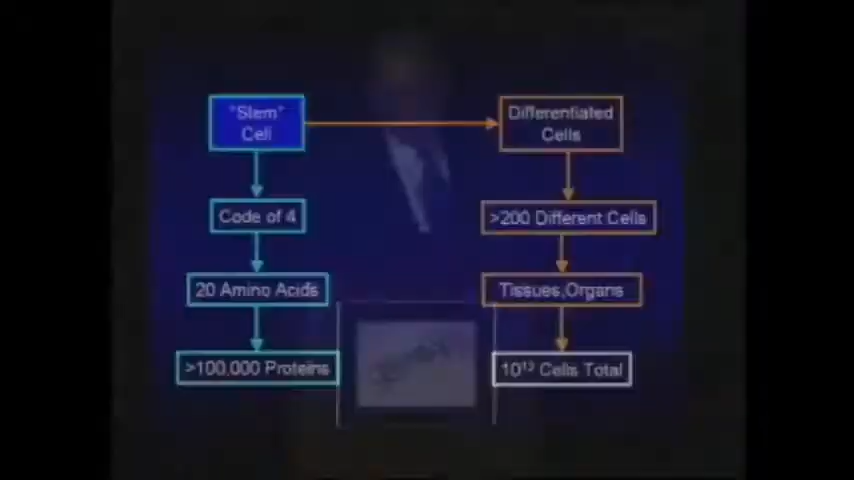 "Stem"
Cell
Differentiated
Cells
Code of 4
>200 Different Cells
20 Amino Acids
Tissues,Organs
>100,000 Proteins
10¹³ Cells Total